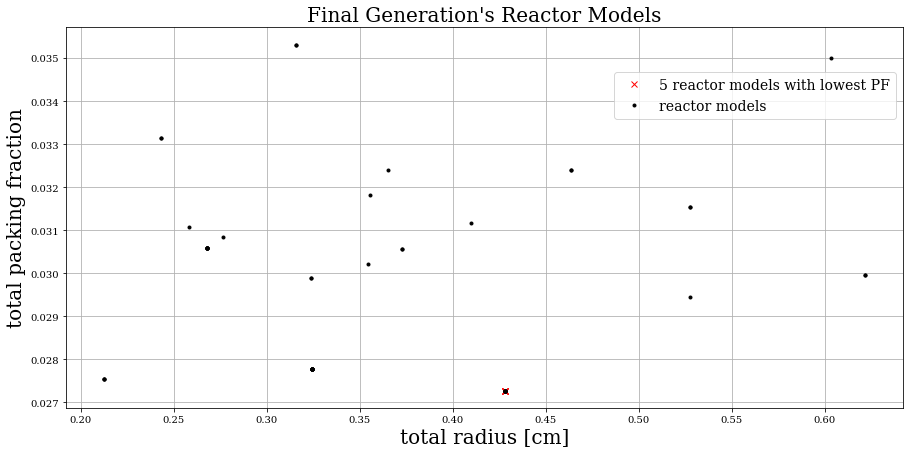 Final Generation's Reactor Models
total packing fraction
0.035
0.034
0.033
0.032
0.031
0.030
0.029
0.028
0.027
5 reactor models with lowest PF
reactor models
0.20 0.25 0.30 0.35 0.40 0.45 0.50 0.55 0.60
total radius [cm]